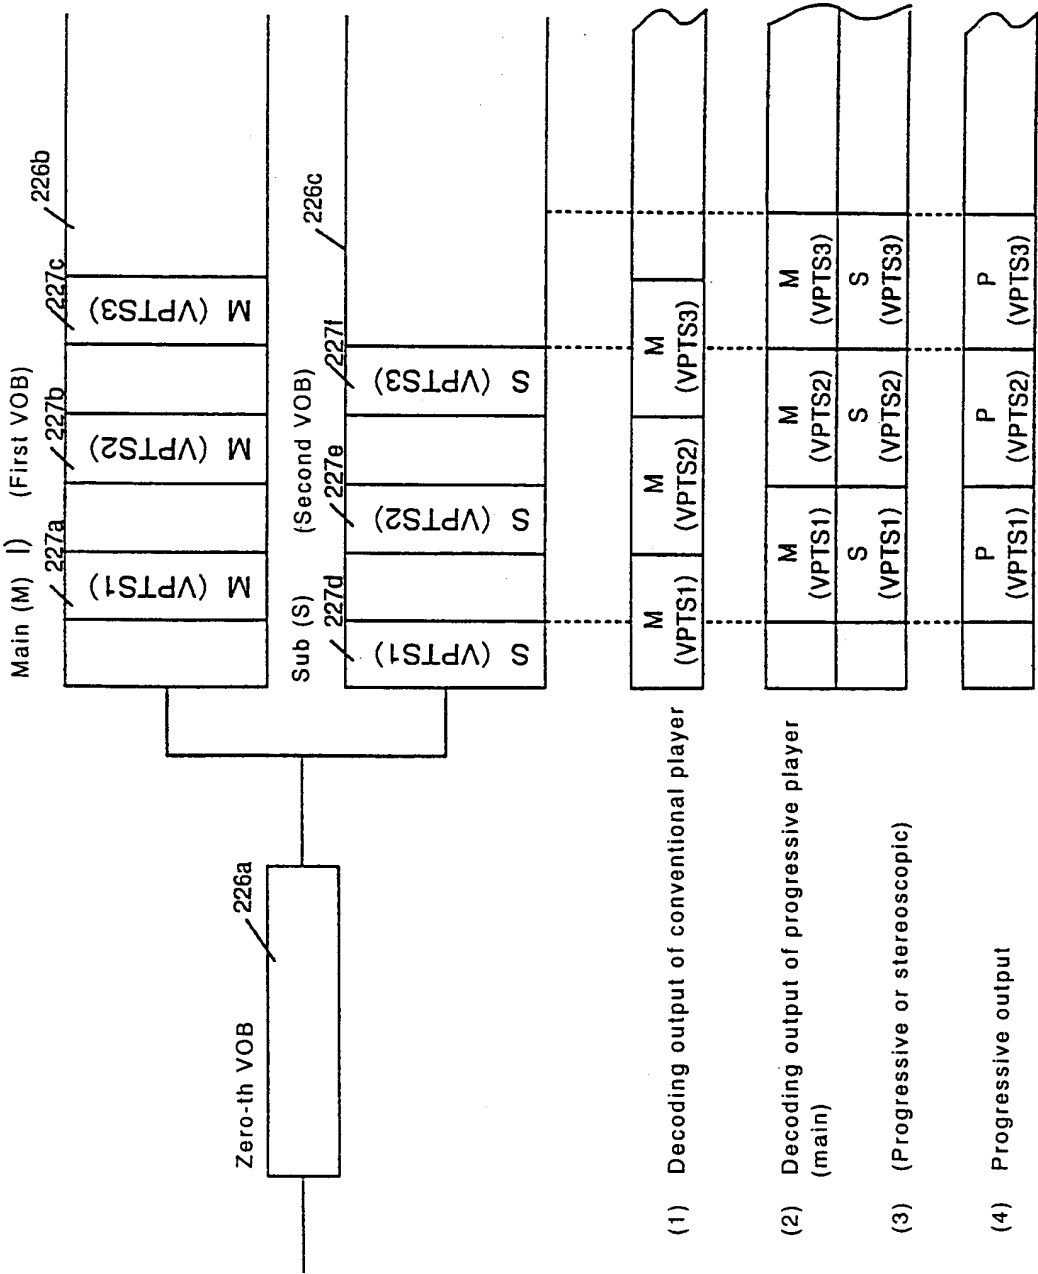 Main (M) I) (First VOB)
227a 227b 227c 226b
M (VPTS1) M (VPTS2) M (VPTS3)
Zero-th VOB
226a
Sub (S) (Second VOB)
227d 227e 227f 226c
S (VPTS1) S (VPTS2) S (VPTS3)
(1) Decoding output of conventional player
M M M
(VPTS1) (VPTS2) (VPTS3)
(2) Decoding output of progressive player
(main)
M M M
(VPTS1) (VPTS2) (VPTS3)
(3) (Progressive or stereoscopic)
S S S
(VPTS1) (VPTS2) (VPTS3)
(4) Progressive output
P P P
(VPTS1) (VPTS2) (VPTS3)